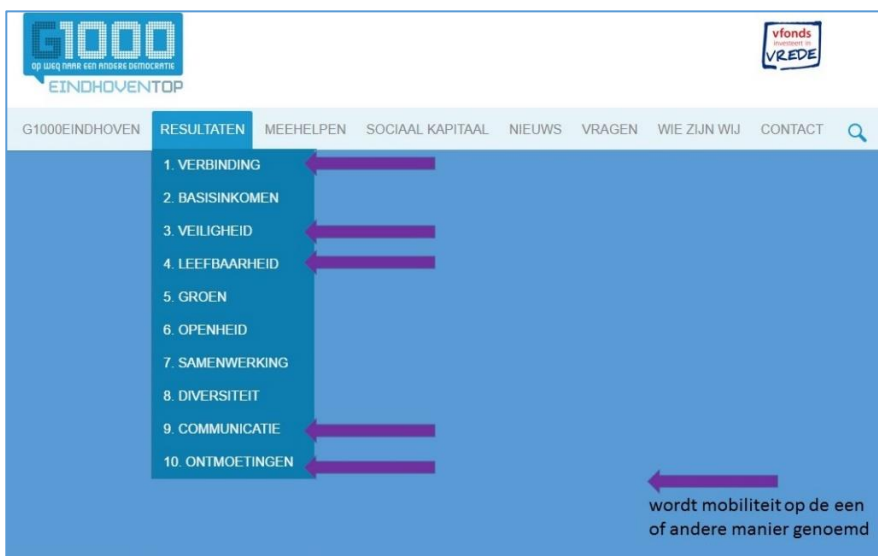 G1000
OP WEG NAAR EEN ANDERE DEMOCRATIE
EINDHOVENTOP
vfonds
investeert in
VREDE
G1000EINDHOVEN RESULTATEN MEEHELPEN SOCIAAL KAPITAAL NIEUWS VRAGEN WIE ZIJN WIJ CONTACT
1. VERBINDING
2. BASISINKOMEN
3. VEILIGHEID
4. LEEFBAARHEID
5. GROEN
6. OPENHEID
7. SAMENWERKING
8. DIVERSITEIT
9. COMMUNICATIE
10. ONTMOETINGEN
wordt mobiliteit op de een
of andere manier genoemd